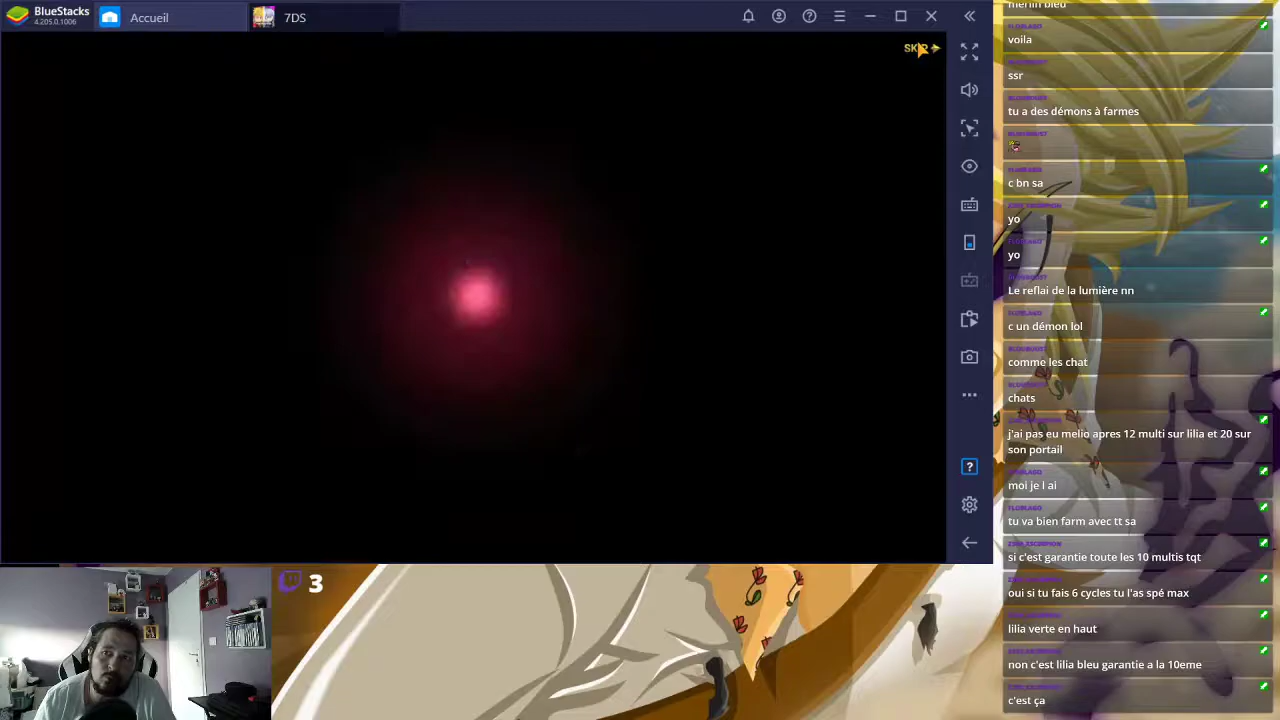 BlueStacks
4.205.0.1006
Accueil
7DS
3
merlin bleu
voila
ssr
tu a des démons à farmes
c bn sa
yo
yo
Le reflai de la lumière nn
c un démon lol
comme les chat
chats
j'ai pas eu melio apres 12 multi sur lilia et 20 sur
son portail
moi je l ai
tu va bien farm avec tt sa
si c'est garantie toute les 10 multis tqt
oui si tu fais 6 cycles tu l'as spé max
lilia verte en haut
non c'est lilia bleu garantie a la 10eme
c'est ça